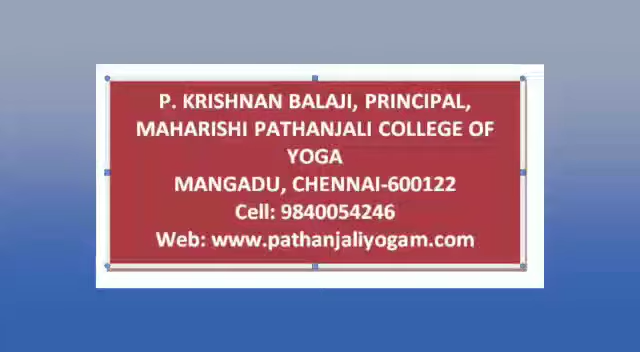 P. KRISHNAN BALAJI, PRINCIPAL,
MAHARISHI PATHANJALI COLLEGE OF
YOGA
MANGADU, CHENNAI-600122
Cell: 9840054246
Web: www.pathanjaliyogam.com